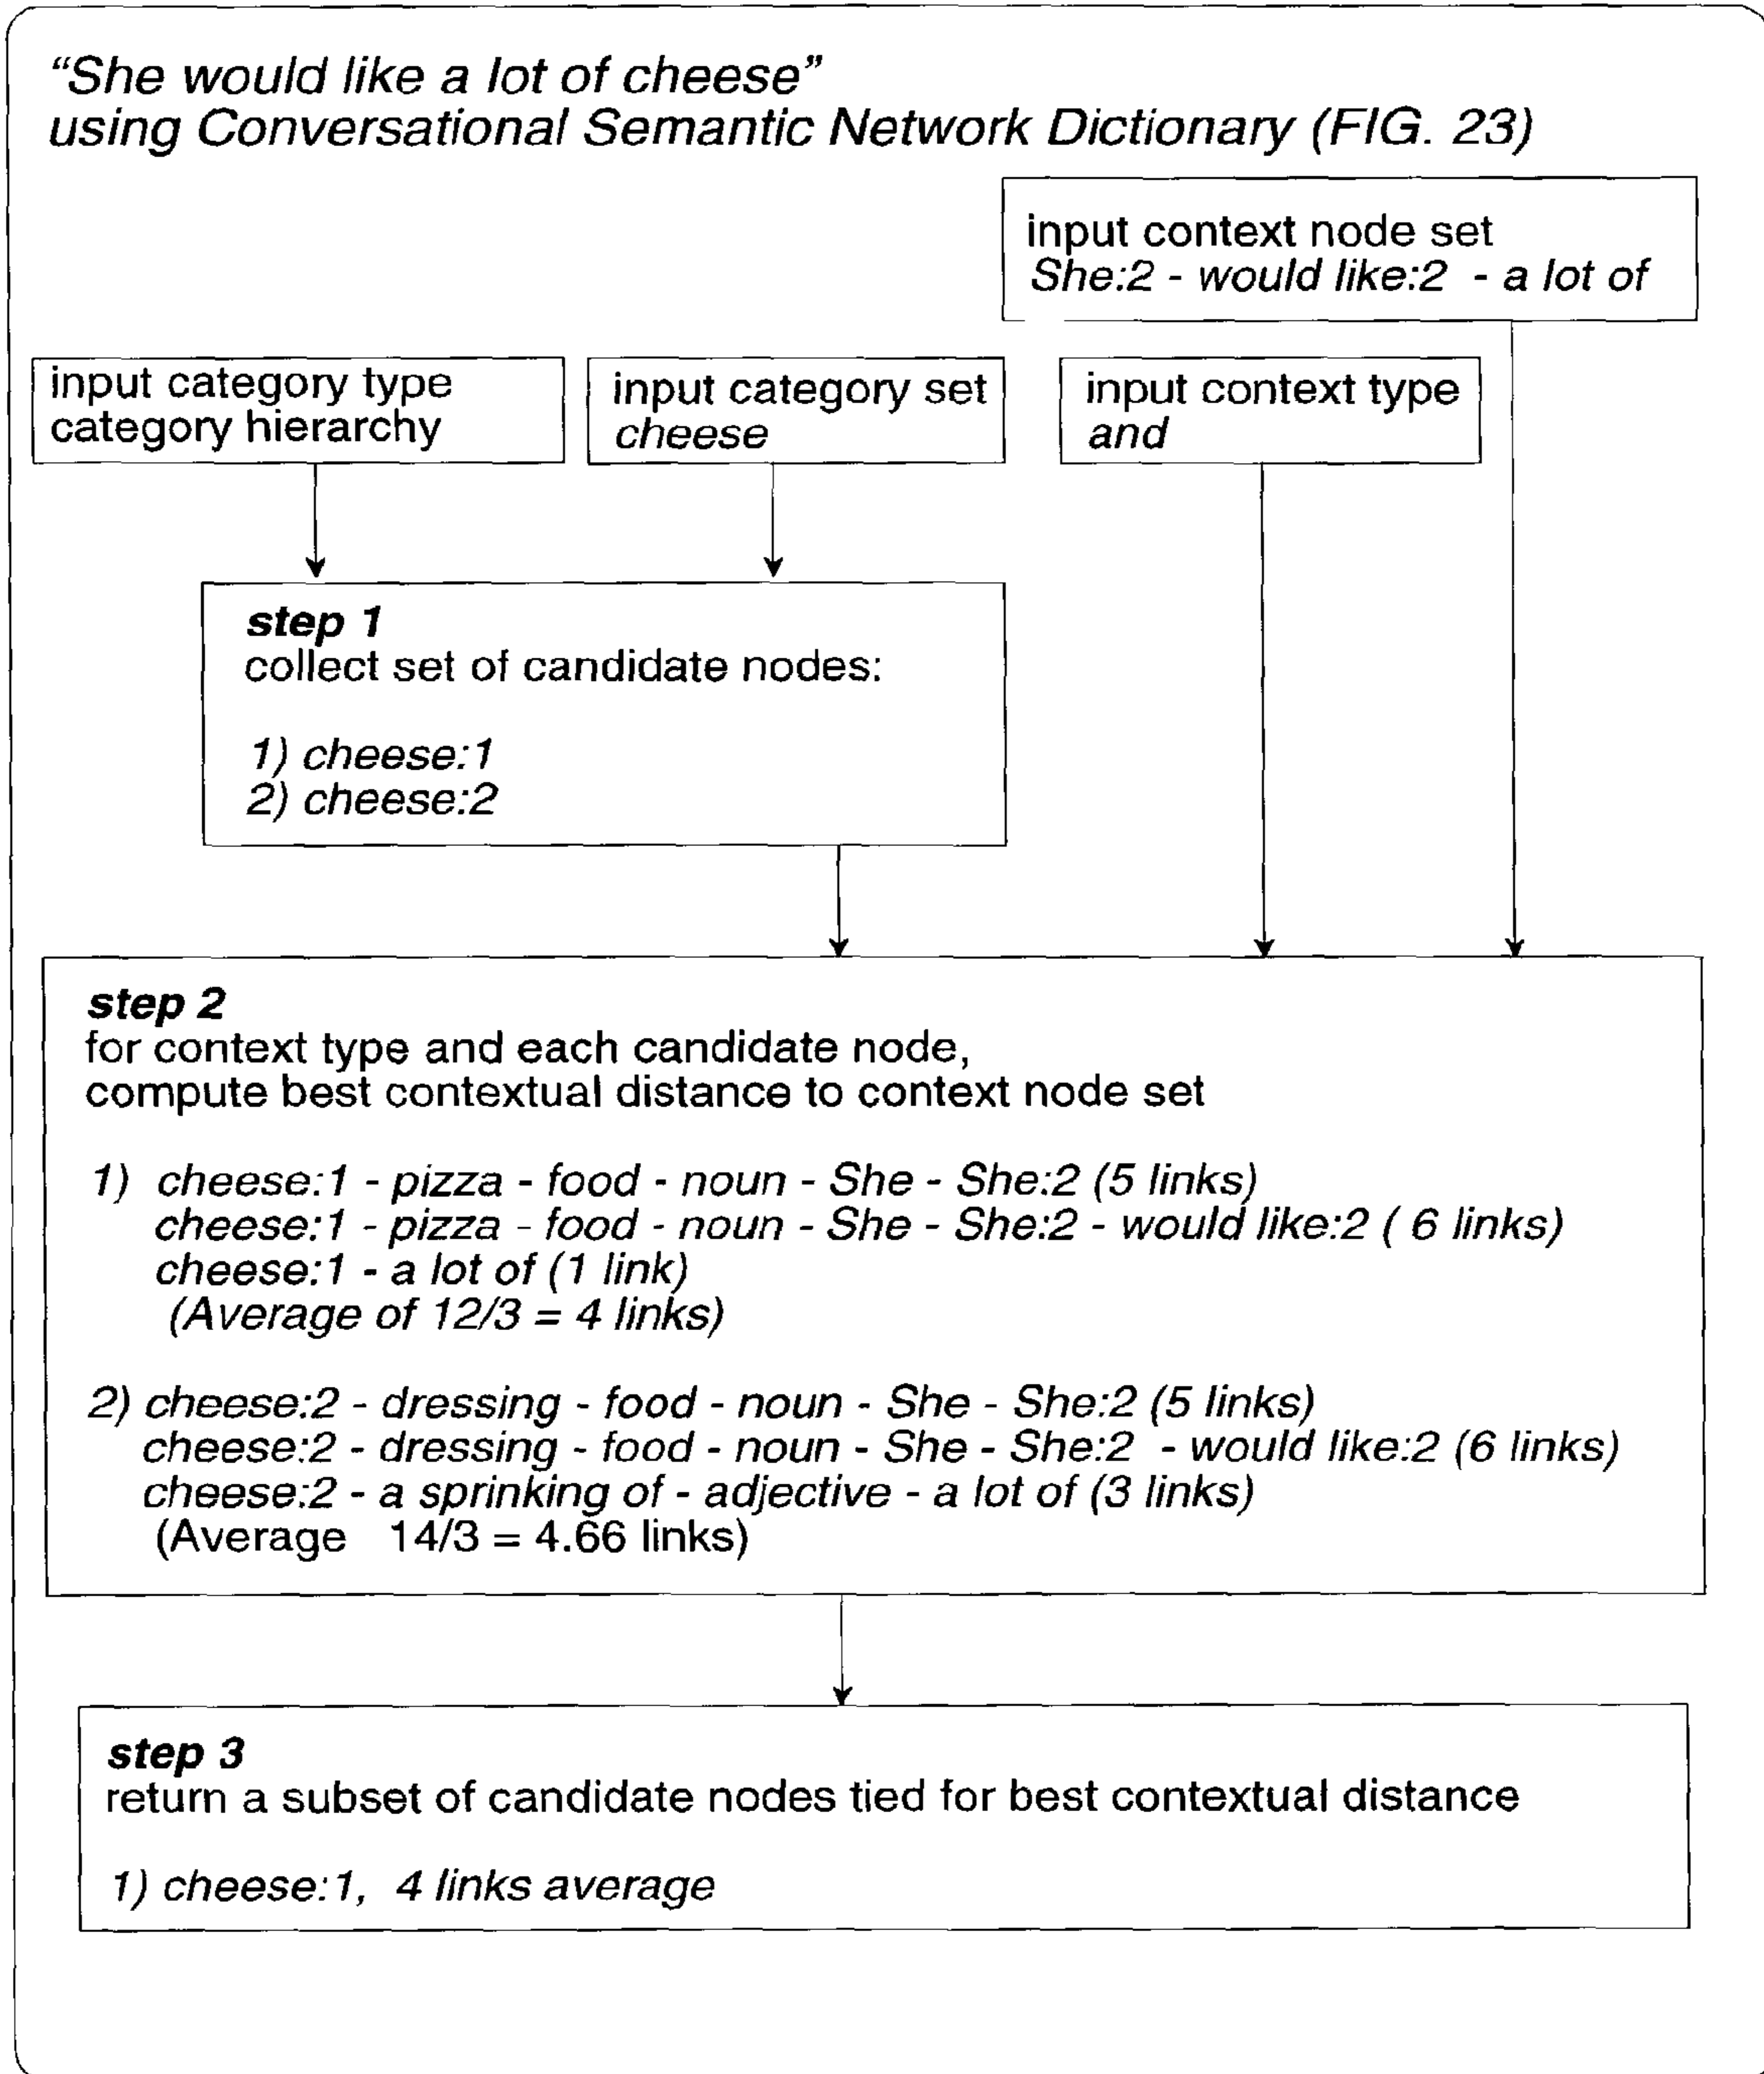 “She would like a lot of cheese”
using Conversational Semantic Network Dictionary (FIG. 23)
input context node set
She:2 - would like:2 - a lot of
input category type
category hierarchy
input category set
cheese
input context type
and
step 1
collect set of candidate nodes:
1) cheese:1
2) cheese:2
step 2
for context type and each candidate node,
compute best contextual distance to context node set
1) cheese:1 - pizza - food - noun - She - She:2 (5 links)
cheese:1 - pizza - food - noun - She - She:2 - would like:2 ( 6 links)
cheese:1 - a lot of (1 link)
(Average of 12/3 = 4 links)
2) cheese:2 - dressing - food - noun - She - She:2 (5 links)
cheese:2 - dressing - food - noun - She - She:2 - would like:2 (6 links)
cheese:2 - a sprinking of - adjective - a lot of (3 links)
(Average 14/3 = 4.66 links)
step 3
return a subset of candidate nodes tied for best contextual distance
1) cheese:1, 4 links average